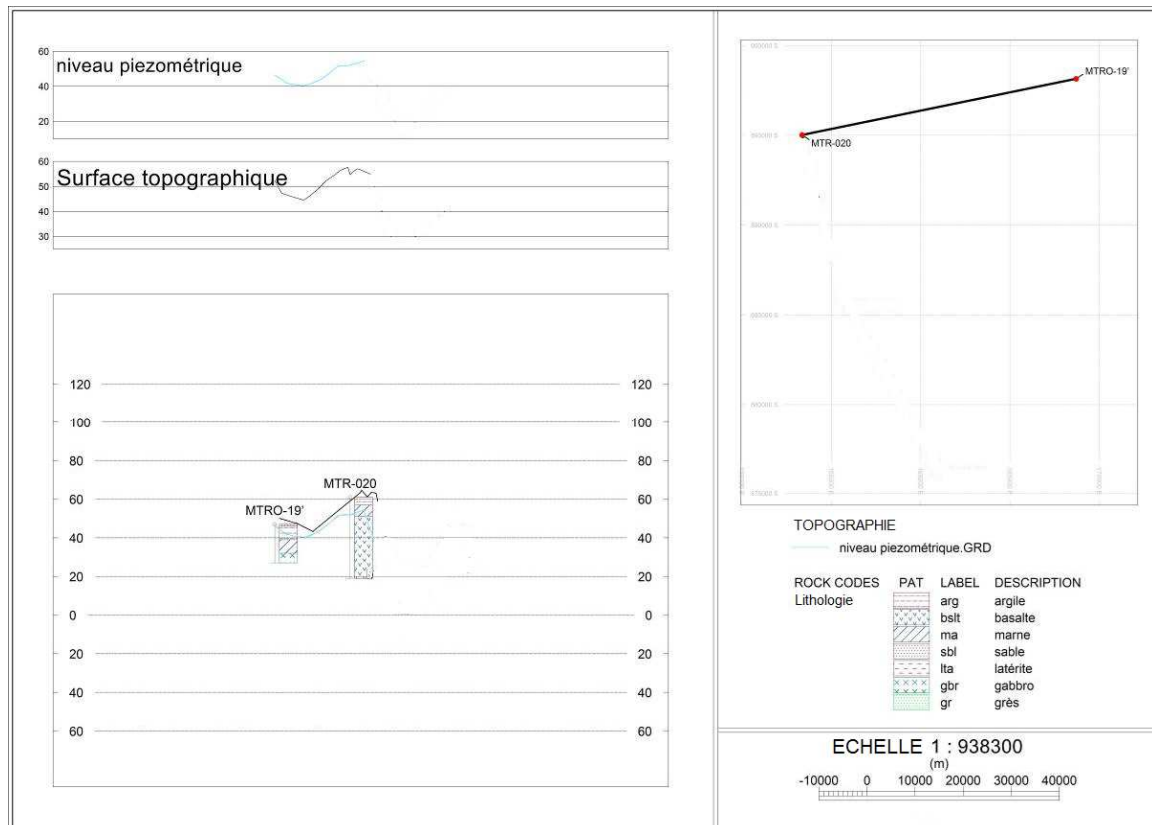 60
niveau piezométrique
40
20
60
Surface topographique
50
40
30
120 120
100 100
80 80
MTR-020
60 60
MTRO-19'
40 40
20 20
0 0
20 20
40 40
60 60
MTRO-19'
MTR-020
TOPOGRAPHIE
niveau piezométrique.GRD
ROCK CODES PAT LABEL DESCRIPTION
Lithologie
arg argile
bslt basalte
ma marne
sbl sable
lta latérite
gbr gabbro
gr grès
ECHELLE 1 : 938300
(m)
-10000 0 10000 20000 30000 40000